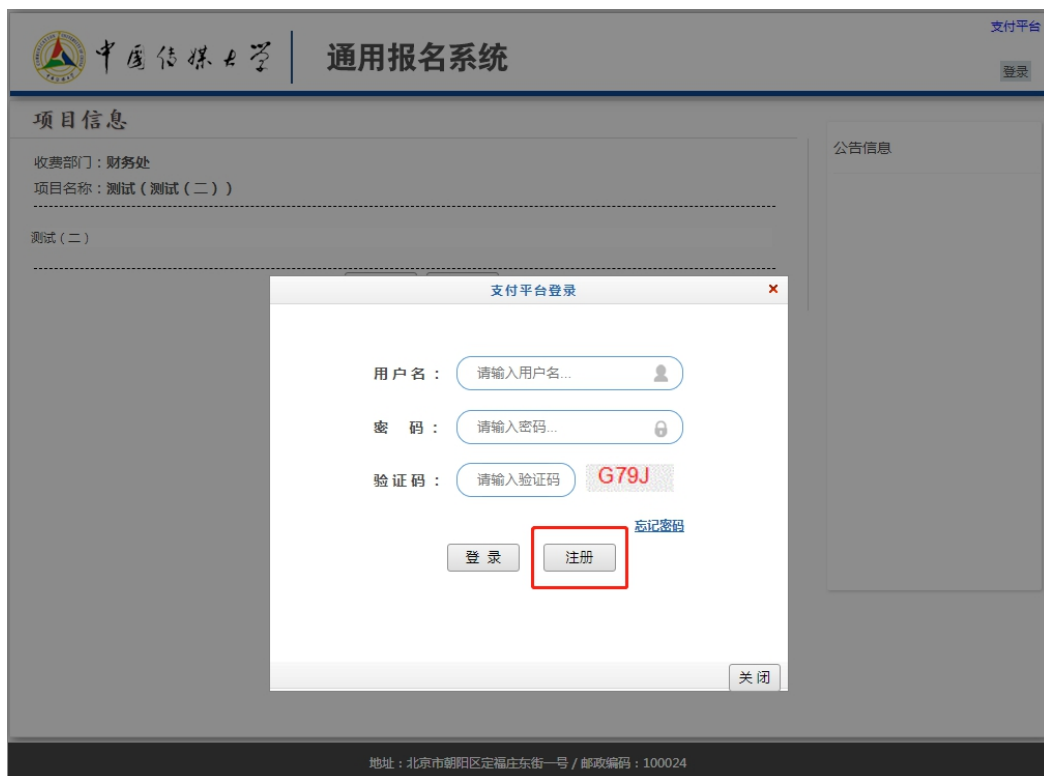 支付平台
中国传媒大学
通用报名系统
登录
项目信息
收费部门：财务处
项目名称：测试（测试（二））
测试（二）
公告信息
支付平台登录
用户名：
请输入用户名...
密 码：
请输入密码...
验证码：
请输入验证码
G79J
忘记密码
登 录
注册
关 闭
地址：北京市朝阳区定福庄东街一号 / 邮政编码：100024